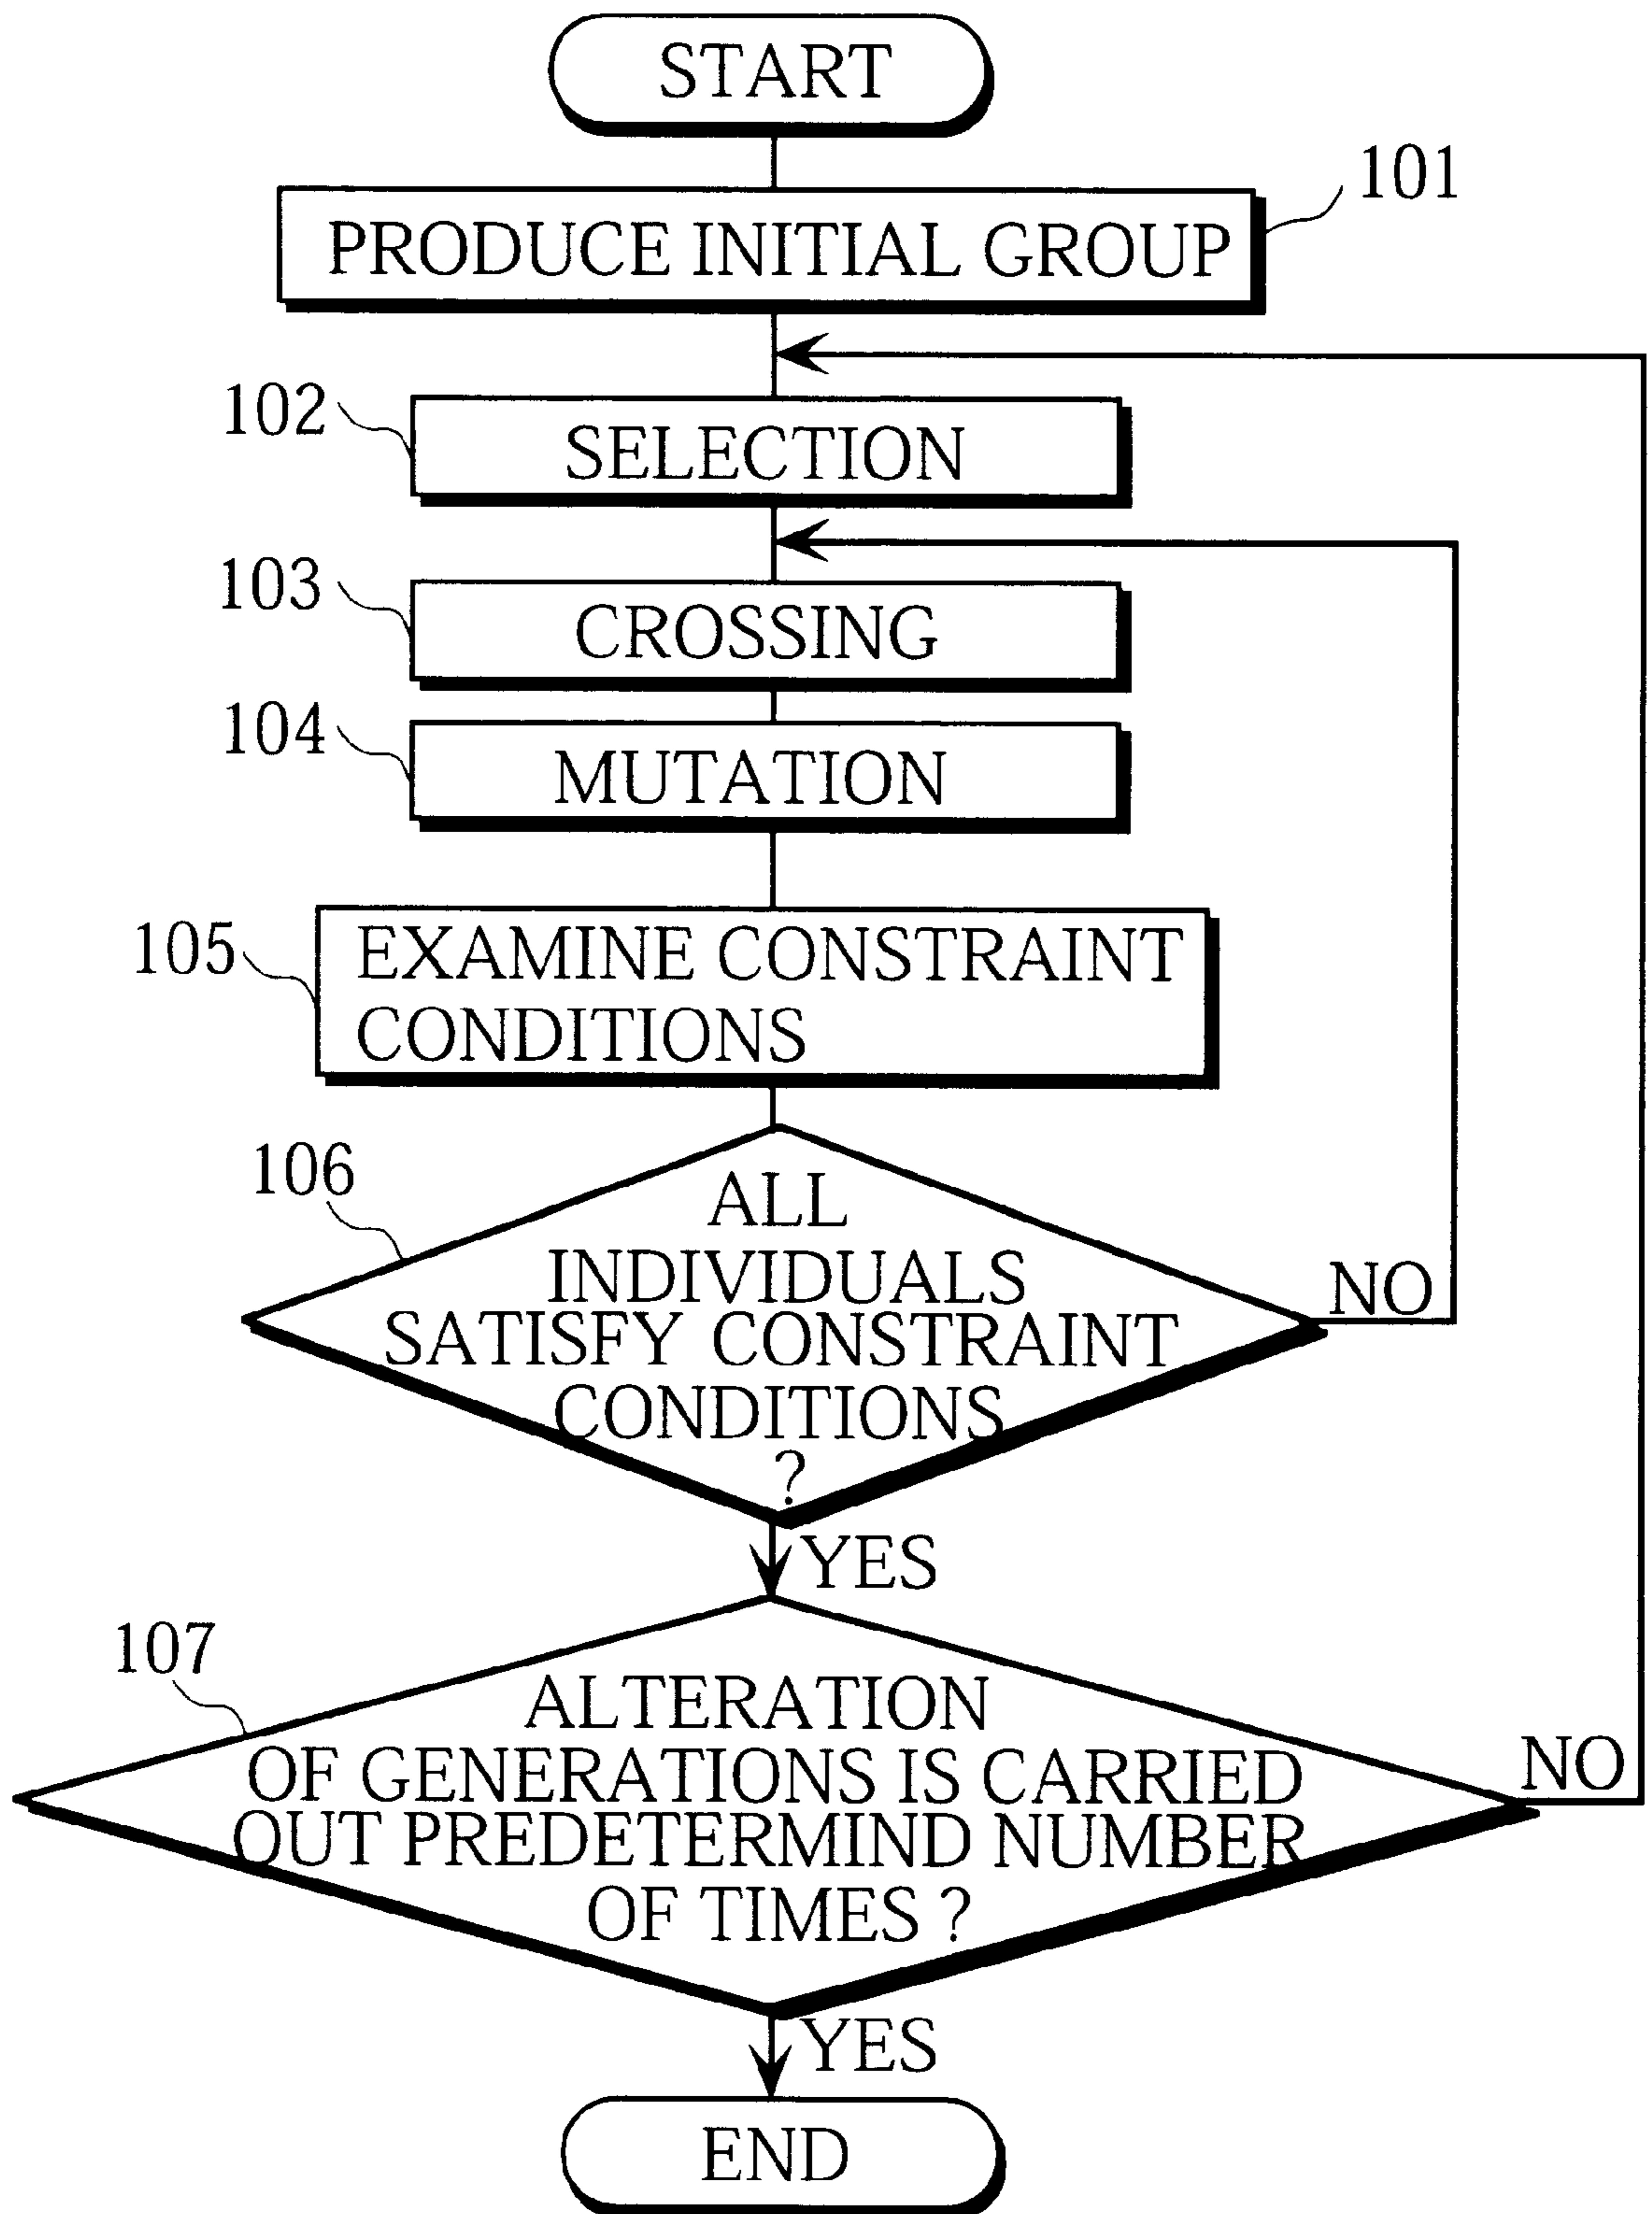 START
101
PRODUCE INITIAL GROUP
102
SELECTION
103
CROSSING
104
MUTATION
105
EXAMINE CONSTRAINT
CONDITIONS
106
ALL
INDIVIDUALS
SATISFY CONSTRAINT
CONDITIONS
?
NO
YES
107
ALTERATION
OF GENERATIONS IS CARRIED
OUT PREDETERMIND NUMBER
OF TIMES ?
NO
YES
END